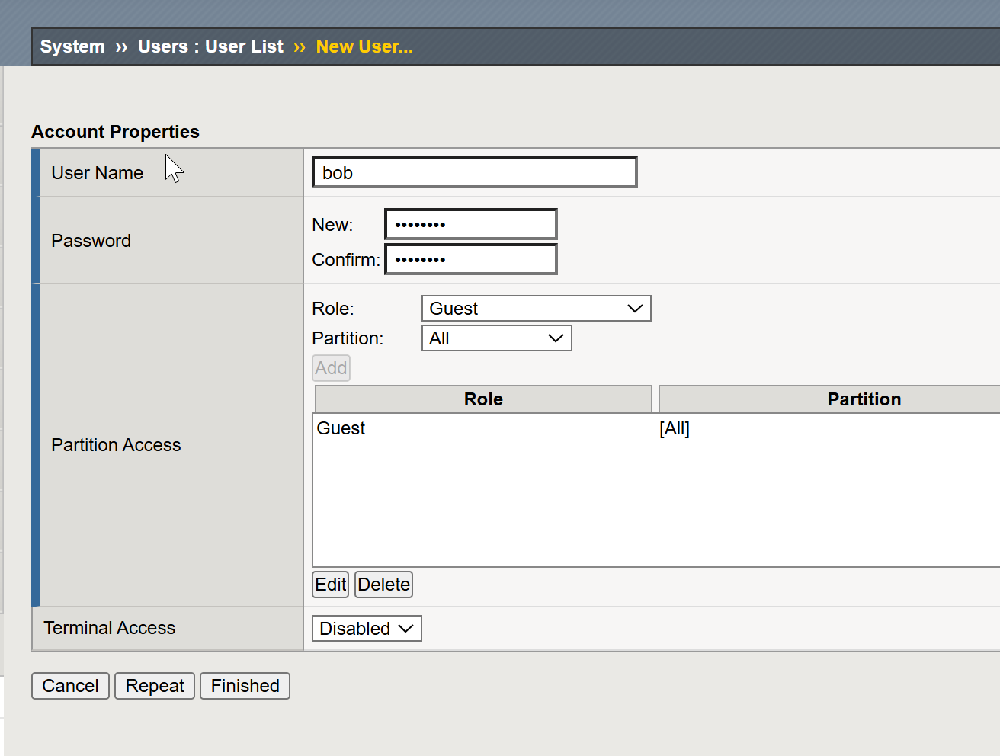 System ›› Users : User List ›› New User...
Account Properties
User Name
bob
Password
New: ••••••••
Confirm: ••••••••
Partition Access
Role: Guest
Partition: All
Add
Role Partition
Guest [All]
Edit Delete
Terminal Access
Disabled
Cancel Repeat Finished